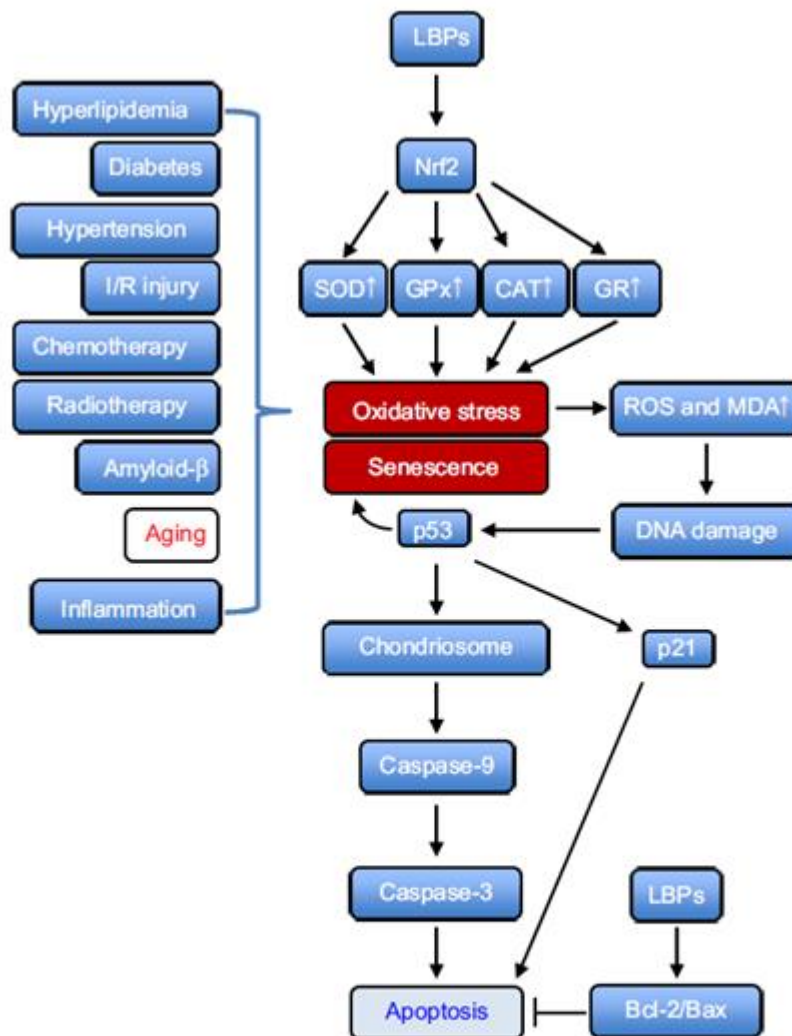 LBPs
Hyperlipidemia
Diabetes
Hypertension
I/R injury
Chemotherapy
Radiotherapy
Amyloid-β
Aging
Inflammation
Nrf2
SOD↑
GPx↑
CAT↑
GR↑
Oxidative stress
ROS and MDA↑
Senescence
p53
DNA damage
Chondriosome
p21
Caspase-9
Caspase-3
LBPs
Apoptosis
Bcl-2/Bax